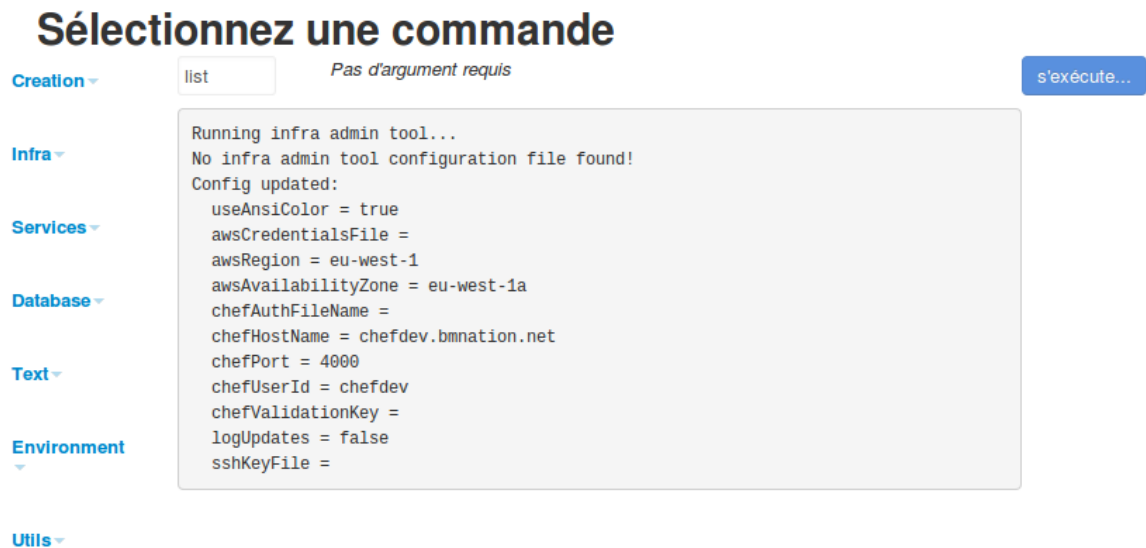 Sélectionnez une commande
Creation
Infra
Services
Database
Text
Environment
Utils
list
Pas d'argument requis
s'exécute...
Running infra admin tool...
No infra admin tool configuration file found!
Config updated:
useAnsiColor = true
awsCredentialsFile =
awsRegion = eu-west-1
awsAvailabilityZone = eu-west-1a
chefAuthFileName =
chefHostName = chefdev.bmnation.net
chefPort = 4000
chefUserId = chefdev
chefValidationKey =
logUpdates = false
sshKeyFile =